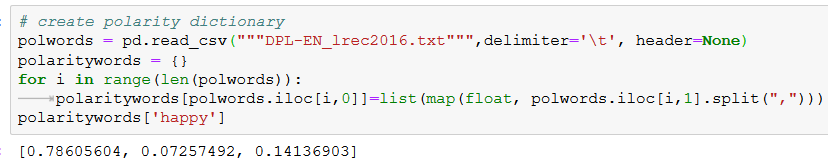 # create polarity dictionary
polwords = pd.read_csv("""DPL-EN_lrec2016.txt""",delimiter='\t', header=None)
polaritywords = {}
for i in range(len(polwords)):
    polaritywords[polwords.iloc[i,0]]=list(map(float, polwords.iloc[i,1].split(",")))
polaritywords['happy']
[0.78605604, 0.07257492, 0.14136903]